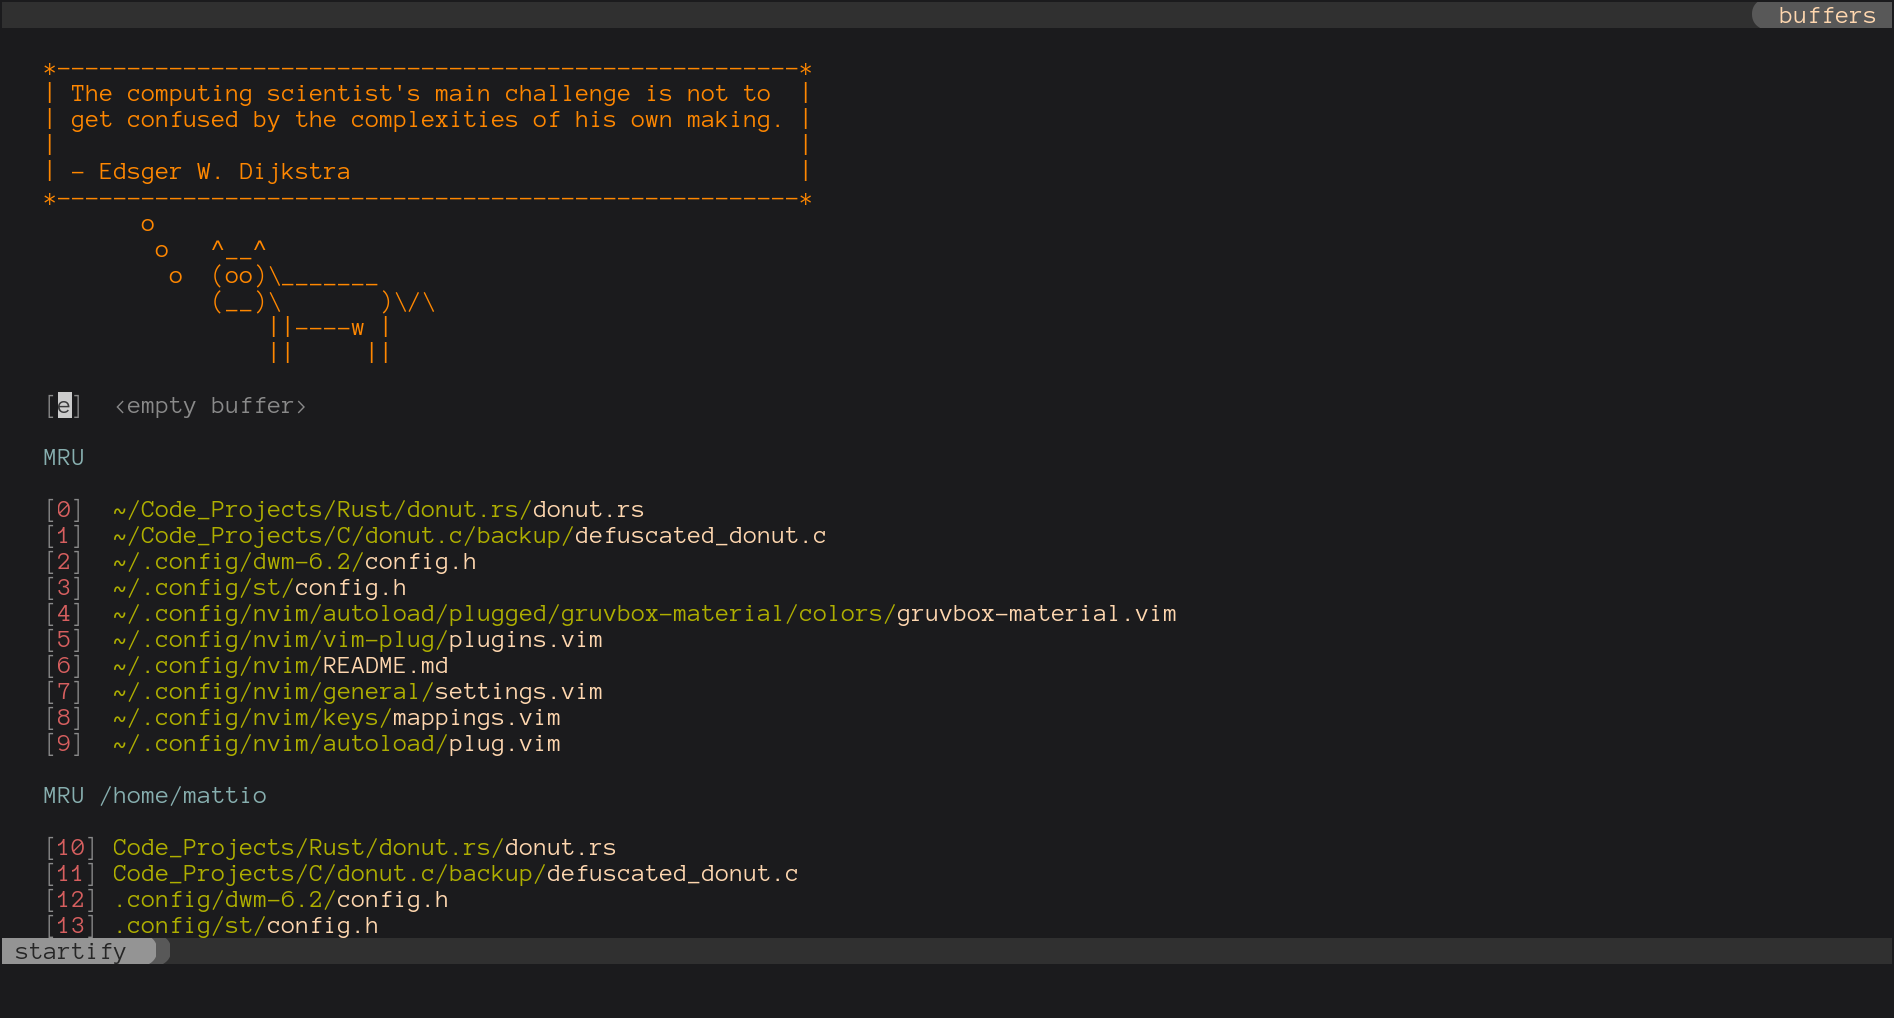 buffers
*-----------------------------------------------------*
| The computing scientist's main challenge is not to  |
| get confused by the complexities of his own making. |
|                                                     |
| - Edsger W. Dijkstra                                |
*-----------------------------------------------------*
       o
        o   ^__^
         o  (oo)\_______
            (__)\       )\/\
                ||----w |
                ||     ||
[e]  <empty buffer>
MRU
[0]  ~/Code_Projects/Rust/donut.rs/donut.rs
[1]  ~/Code_Projects/C/donut.c/backup/defuscated_donut.c
[2]  ~/.config/dwm-6.2/config.h
[3]  ~/.config/st/config.h
[4]  ~/.config/nvim/autoload/plugged/gruvbox-material/colors/gruvbox-material.vim
[5]  ~/.config/nvim/vim-plug/plugins.vim
[6]  ~/.config/nvim/README.md
[7]  ~/.config/nvim/general/settings.vim
[8]  ~/.config/nvim/keys/mappings.vim
[9]  ~/.config/nvim/autoload/plug.vim
MRU /home/mattio
[10] Code_Projects/Rust/donut.rs/donut.rs
[11] Code_Projects/C/donut.c/backup/defuscated_donut.c
[12] .config/dwm-6.2/config.h
[13] .config/st/config.h
startify